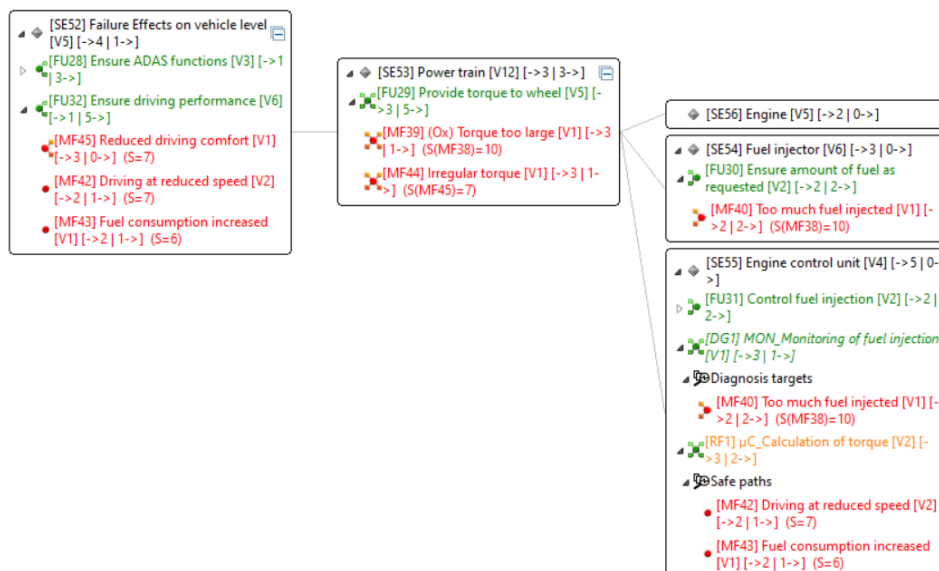 [SE52] Failure Effects on vehicle level
[V5] [->4 | 1->]
[FU28] Ensure ADAS functions [V3] [->1
| 3->]
[FU32] Ensure driving performance [V6]
[->1 | 5->]
[MF45] Reduced driving comfort [V1]
[->3 | 0->] (S=7)
[MF42] Driving at reduced speed [V2]
[->2 | 1->] (S=7)
[MF43] Fuel consumption increased
[V1] [->2 | 1->] (S=6)
[SE53] Power train [V12] [->3 | 3->]
[FU29] Provide torque to wheel [V5] [-
>3 | 5->]
[MF39] (Ox) Torque too large [V1] [->3
| 1->] (S(MF38)=10)
[MF44] Irregular torque [V1] [->3 | 1-
>] (S(MF45)=7)
[SE56] Engine [V5] [->2 | 0->]
[SE54] Fuel injector [V6] [->3 | 0->]
[FU30] Ensure amount of fuel as
requested [V2] [->2 | 2->]
[MF40] Too much fuel injected [V1] [-
>2 | 2->] (S(MF38)=10)
[SE55] Engine control unit [V4] [->5 | 0-
>]
[FU31] Control fuel injection [V2] [->2 |
2->]
[DG1] MON_Monitoring of fuel injection
[V1] [->3 | 1->]
Diagnosis targets
[MF40] Too much fuel injected [V1] [-
>2 | 2->] (S(MF38)=10)
[RF1] µC_Calculation of torque [V2] [-
>3 | 2->]
Safe paths
[MF42] Driving at reduced speed [V2]
[->2 | 1->] (S=7)
[MF43] Fuel consumption increased
[V1] [->2 | 1->] (S=6)